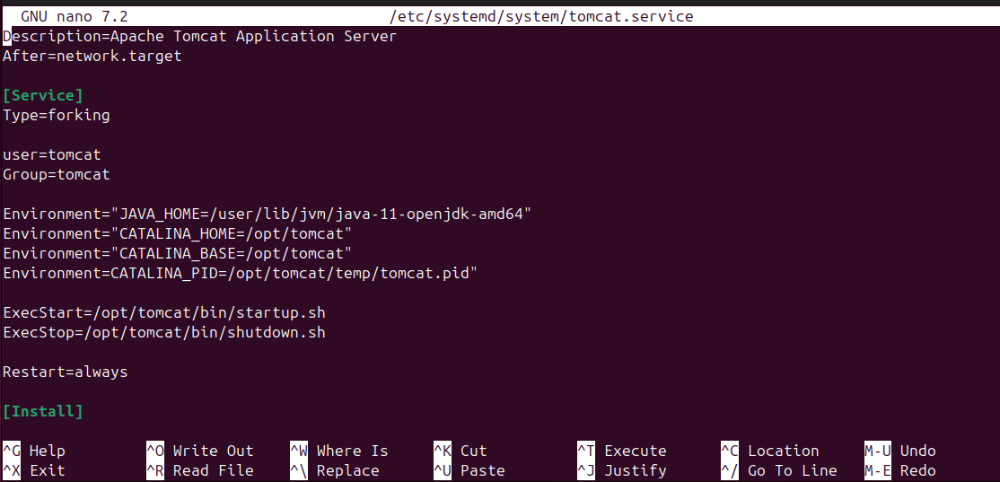 GNU nano 7.2 /etc/systemd/system/tomcat.service
Description=Apache Tomcat Application Server
After=network.target
[Service]
Type=forking
user=tomcat
Group=tomcat
Environment="JAVA_HOME=/user/lib/jvm/java-11-openjdk-amd64"
Environment="CATALINA_HOME=/opt/tomcat"
Environment="CATALINA_BASE=/opt/tomcat"
Environment=CATALINA_PID=/opt/tomcat/temp/tomcat.pid"
ExecStart=/opt/tomcat/bin/startup.sh
ExecStop=/opt/tomcat/bin/shutdown.sh
Restart=always
[Install]
^G Help ^O Write Out ^W Where Is ^K Cut ^T Execute ^C Location M-U Undo
^X Exit ^R Read File ^\ Replace ^U Paste ^J Justify ^/ Go To Line M-E Redo